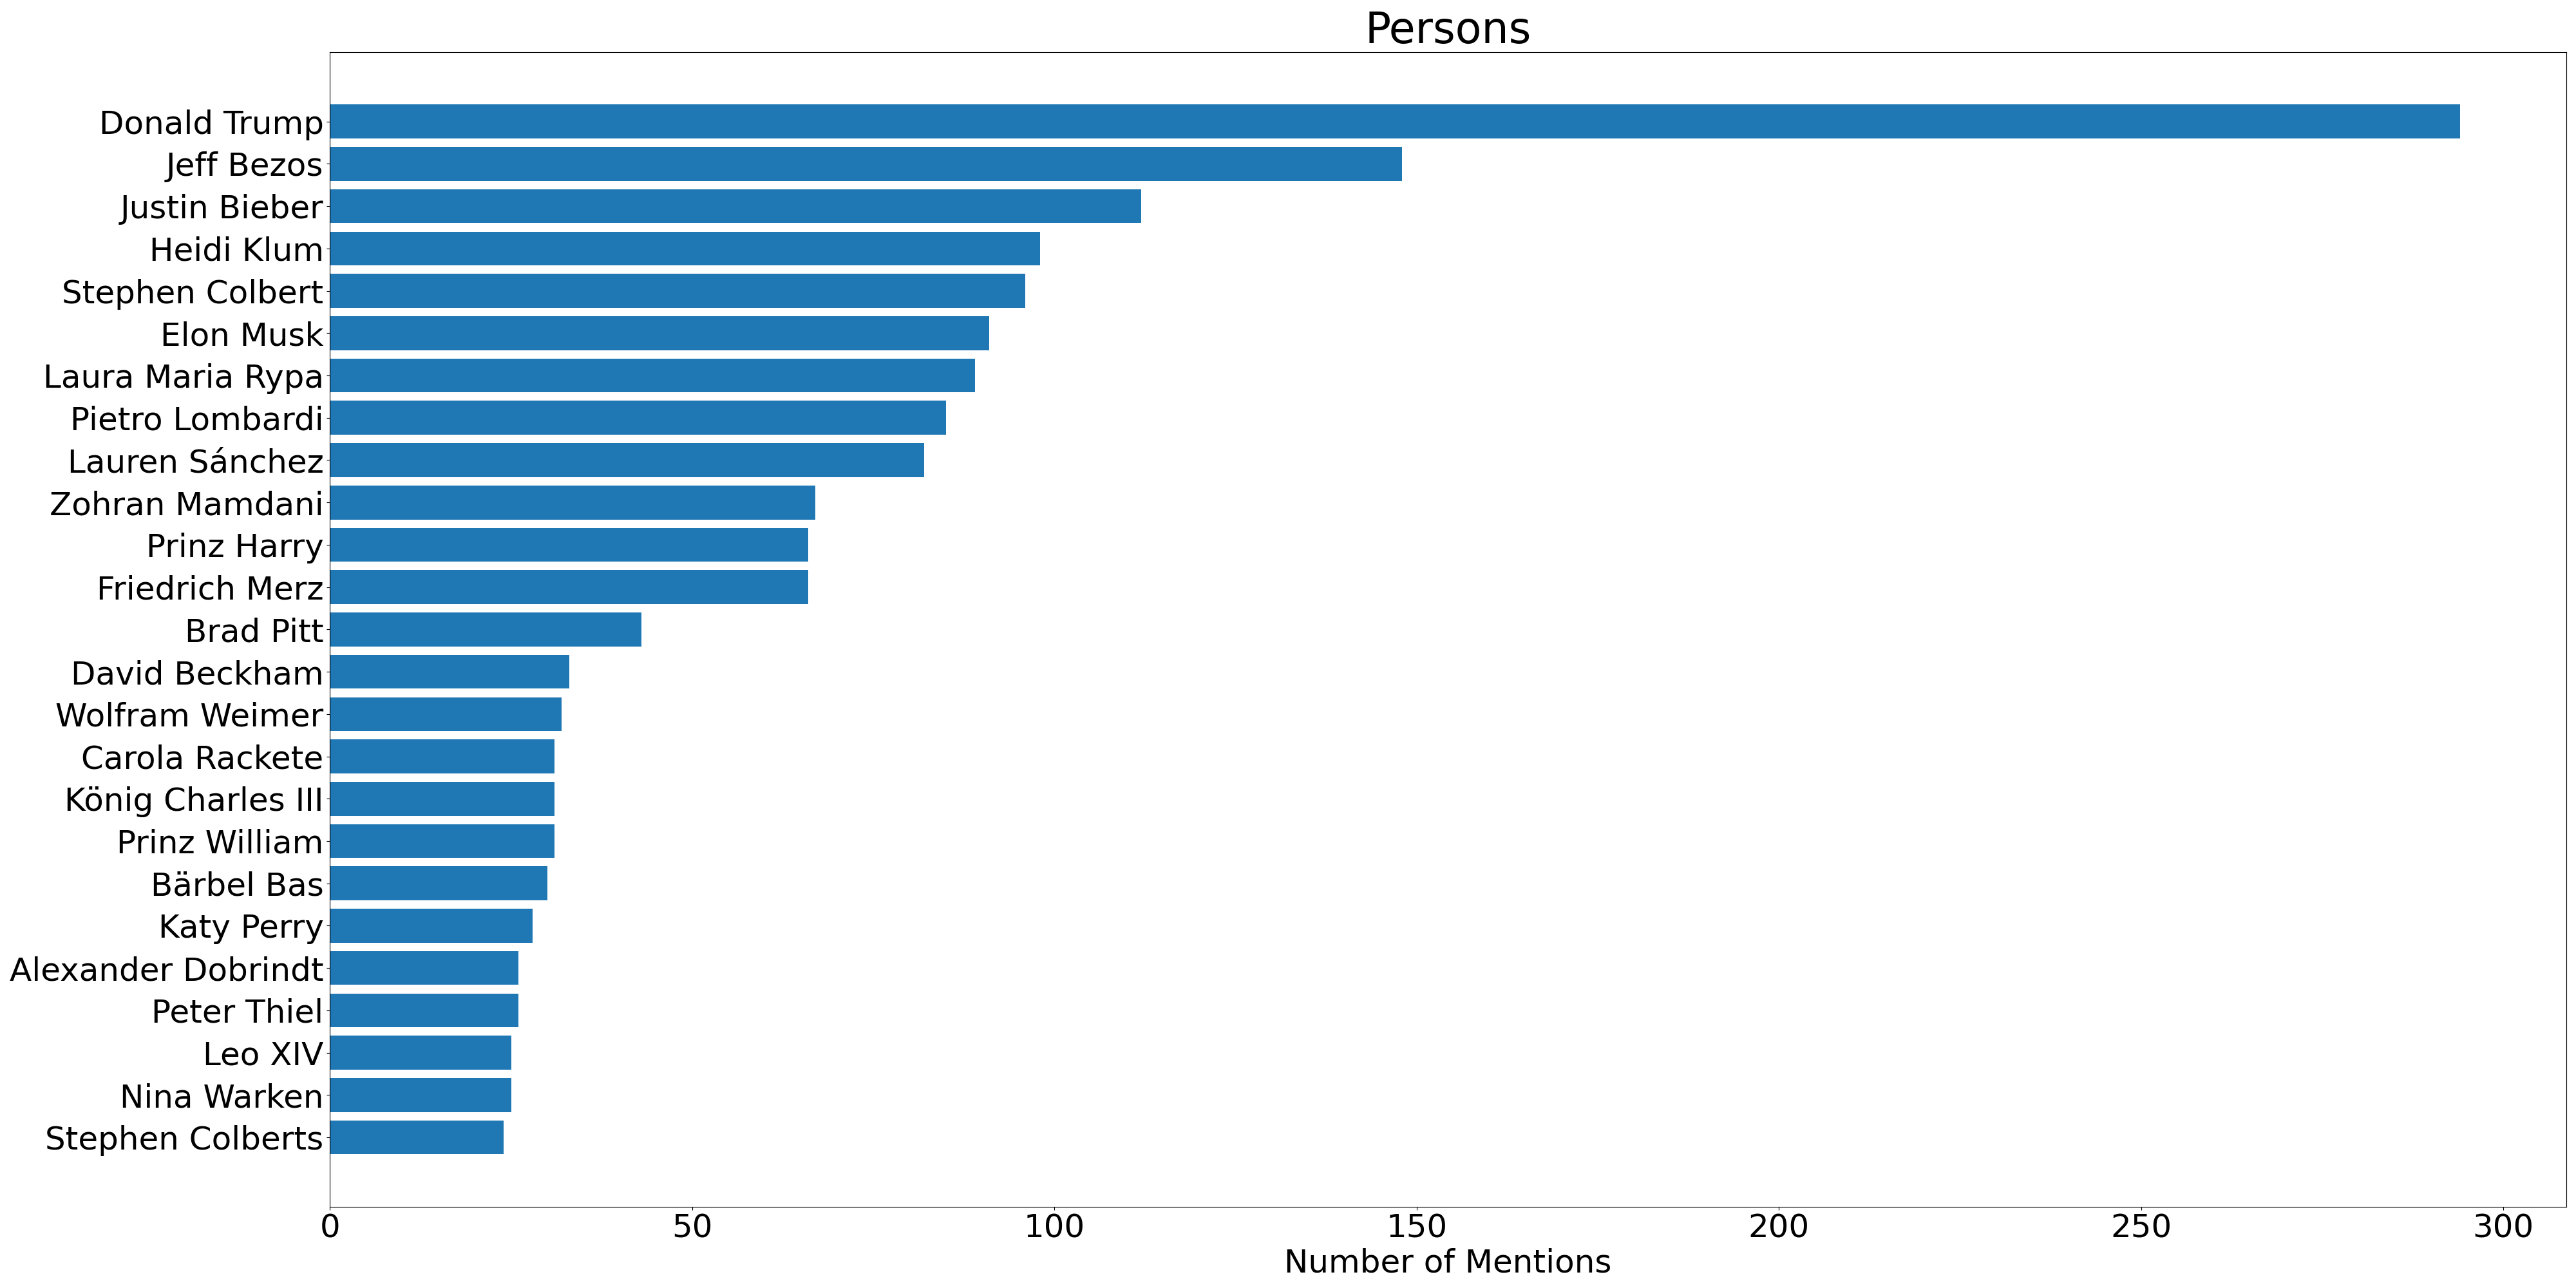 Persons
Donald Trump
Jeff Bezos
Justin Bieber
Heidi Klum
Stephen Colbert
Elon Musk
Laura Maria Rypa
Pietro Lombardi
Lauren Sánchez
Zohran Mamdani
Prinz Harry
Friedrich Merz
Brad Pitt
David Beckham
Wolfram Weimer
Carola Rackete
König Charles III
Prinz William
Bärbel Bas
Katy Perry
Alexander Dobrindt
Peter Thiel
Leo XIV
Nina Warken
Stephen Colberts
0 50 100 150 200 250 300
Number of Mentions